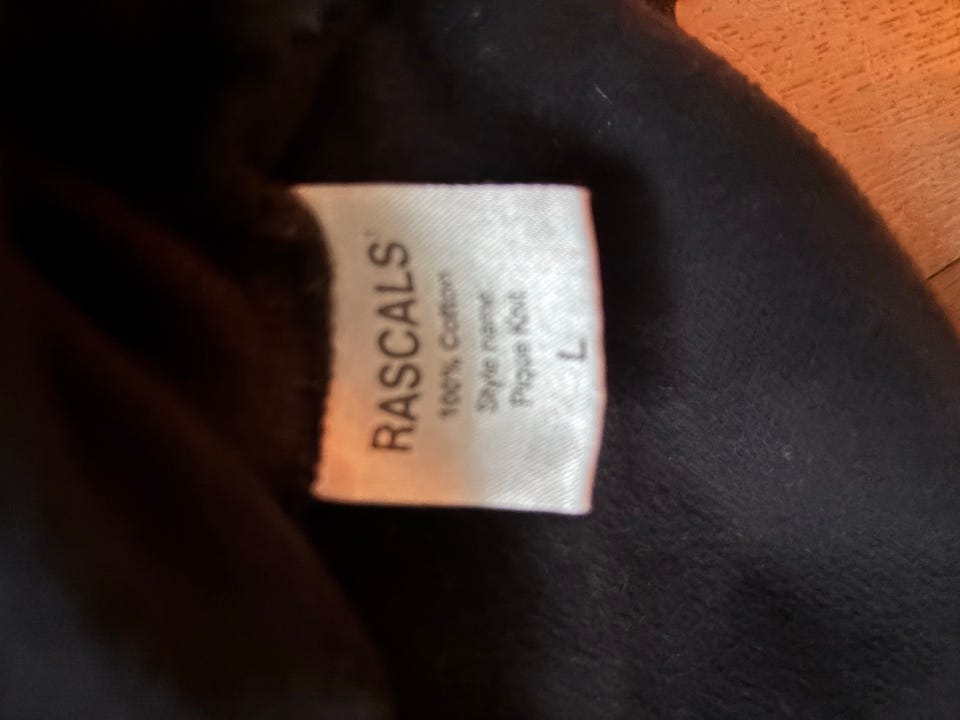 RASCALS
100% Cotton
Style name:
Pique Knit
L